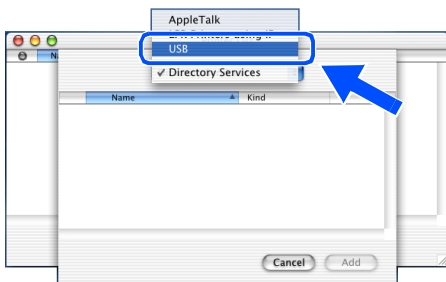 AppleTalk
USB
✓ Directory Services
Name Kind
Cancel Add